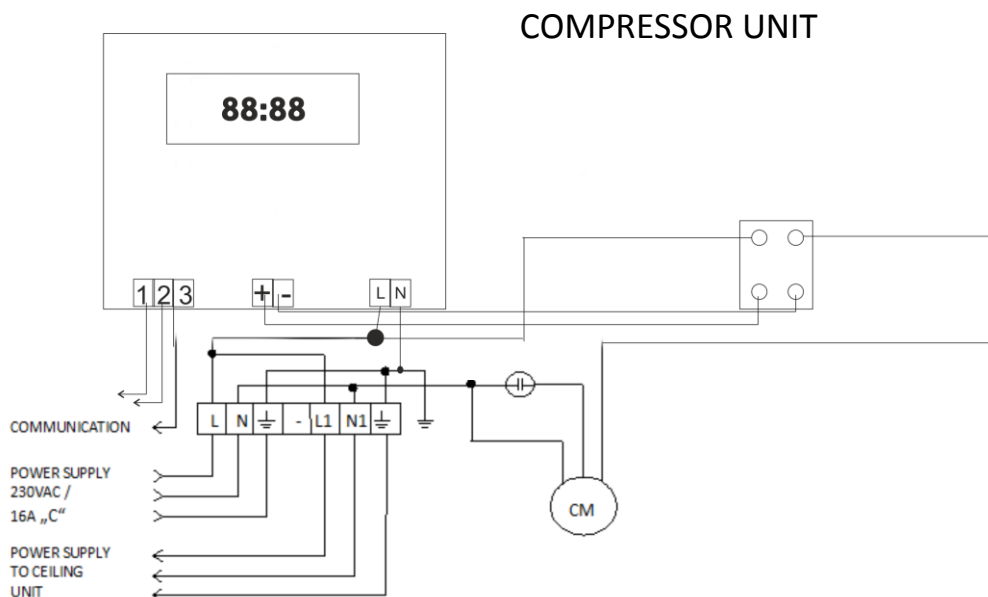 COMPRESSOR UNIT
88:88
1 2 3 + - L N
L N - L1 N1
COMMUNICATION
POWER SUPPLY
230VAC /
16A „C“
CM
POWER SUPPLY
TO CEILING
UNIT